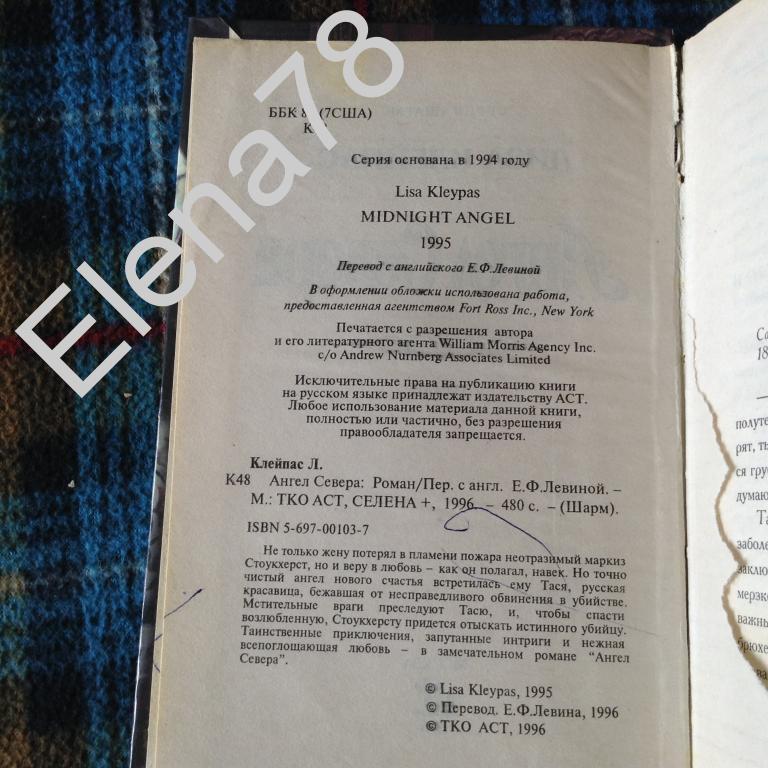 ББК 8 (7США)
К
Серия основана в 1994 году
Lisa Kleypas
MIDNIGHT ANGEL
1995
Перевод с английского Е.Ф.Левиной
В оформлении обложки использована работа,
предоставленная агентством Fort Ross Inc., New York
Печатается с разрешения автора
и его литературного агента William Morris Agency Inc.
c/o Andrew Nurnberg Associates Limited
Исключительные права на публикацию книги
на русском языке принадлежат издательству АСТ.
Любое использование материала данной книги,
полностью или частично, без разрешения
правообладателя запрещается.
Клейпас Л.
К48 Ангел Севера: Роман/Пер. с англ. Е.Ф.Левиной. –
М.: ТКО АСТ, СЕЛЕНА +, 1996. – 480 с. – (Шарм).
ISBN 5-697-00103-7
Не только жену потерял в пламени пожара неотразимый маркиз
Стоукхерст, но и веру в любовь – как он полагал, навек. Но точно
чистый ангел нового счастья встретилась ему Тася, русская
красавица, бежавшая от несправедливого обвинения в убийстве.
Мстительные враги преследуют Тасю, и, чтобы спасти
возлюбленную, Стоукхерсту придется отыскать истинного убийцу.
Таинственные приключения, запутанные интриги и нежная
всепоглощающая любовь – в замечательном романе "Ангел
Севера".
© Lisa Kleypas, 1995
© Перевод. Е.Ф.Левина, 1996
© ТКО АСТ, 1996
Elena78
18
полуте
рят, ты
ся гру
думаю
Та
заболе
заклю
мерзко
важны
брюхе